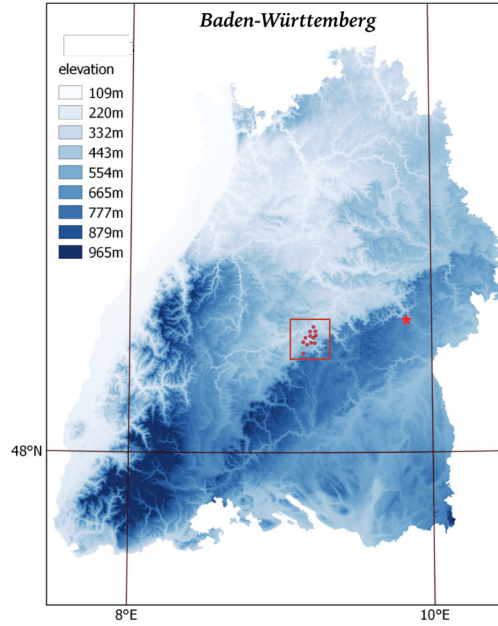 Baden-Württemberg
elevation
109m
220m
332m
443m
554m
665m
777m
879m
965m
48°N
8°E
10°E